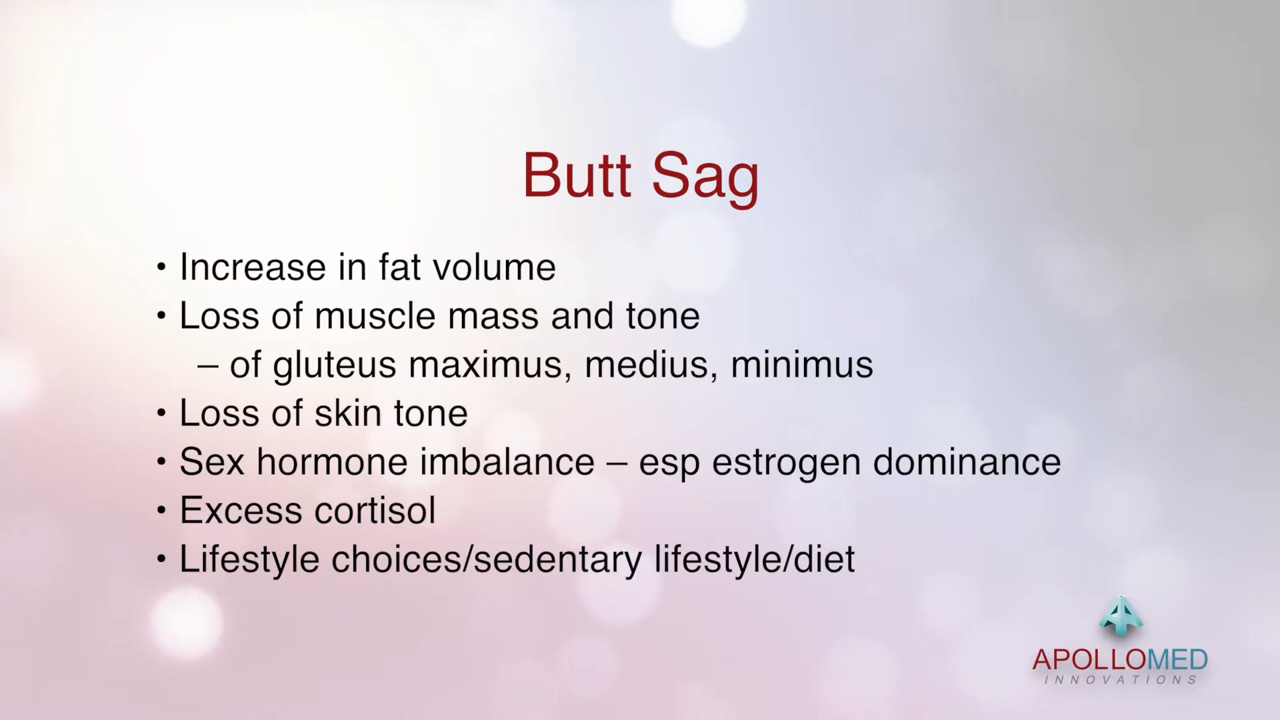 Butt Sag
• Increase in fat volume
• Loss of muscle mass and tone
– of gluteus maximus, medius, minimus
• Loss of skin tone
• Sex hormone imbalance – esp estrogen dominance
• Excess cortisol
• Lifestyle choices/sedentary lifestyle/diet
APOLLOMED
INNOVATIONS